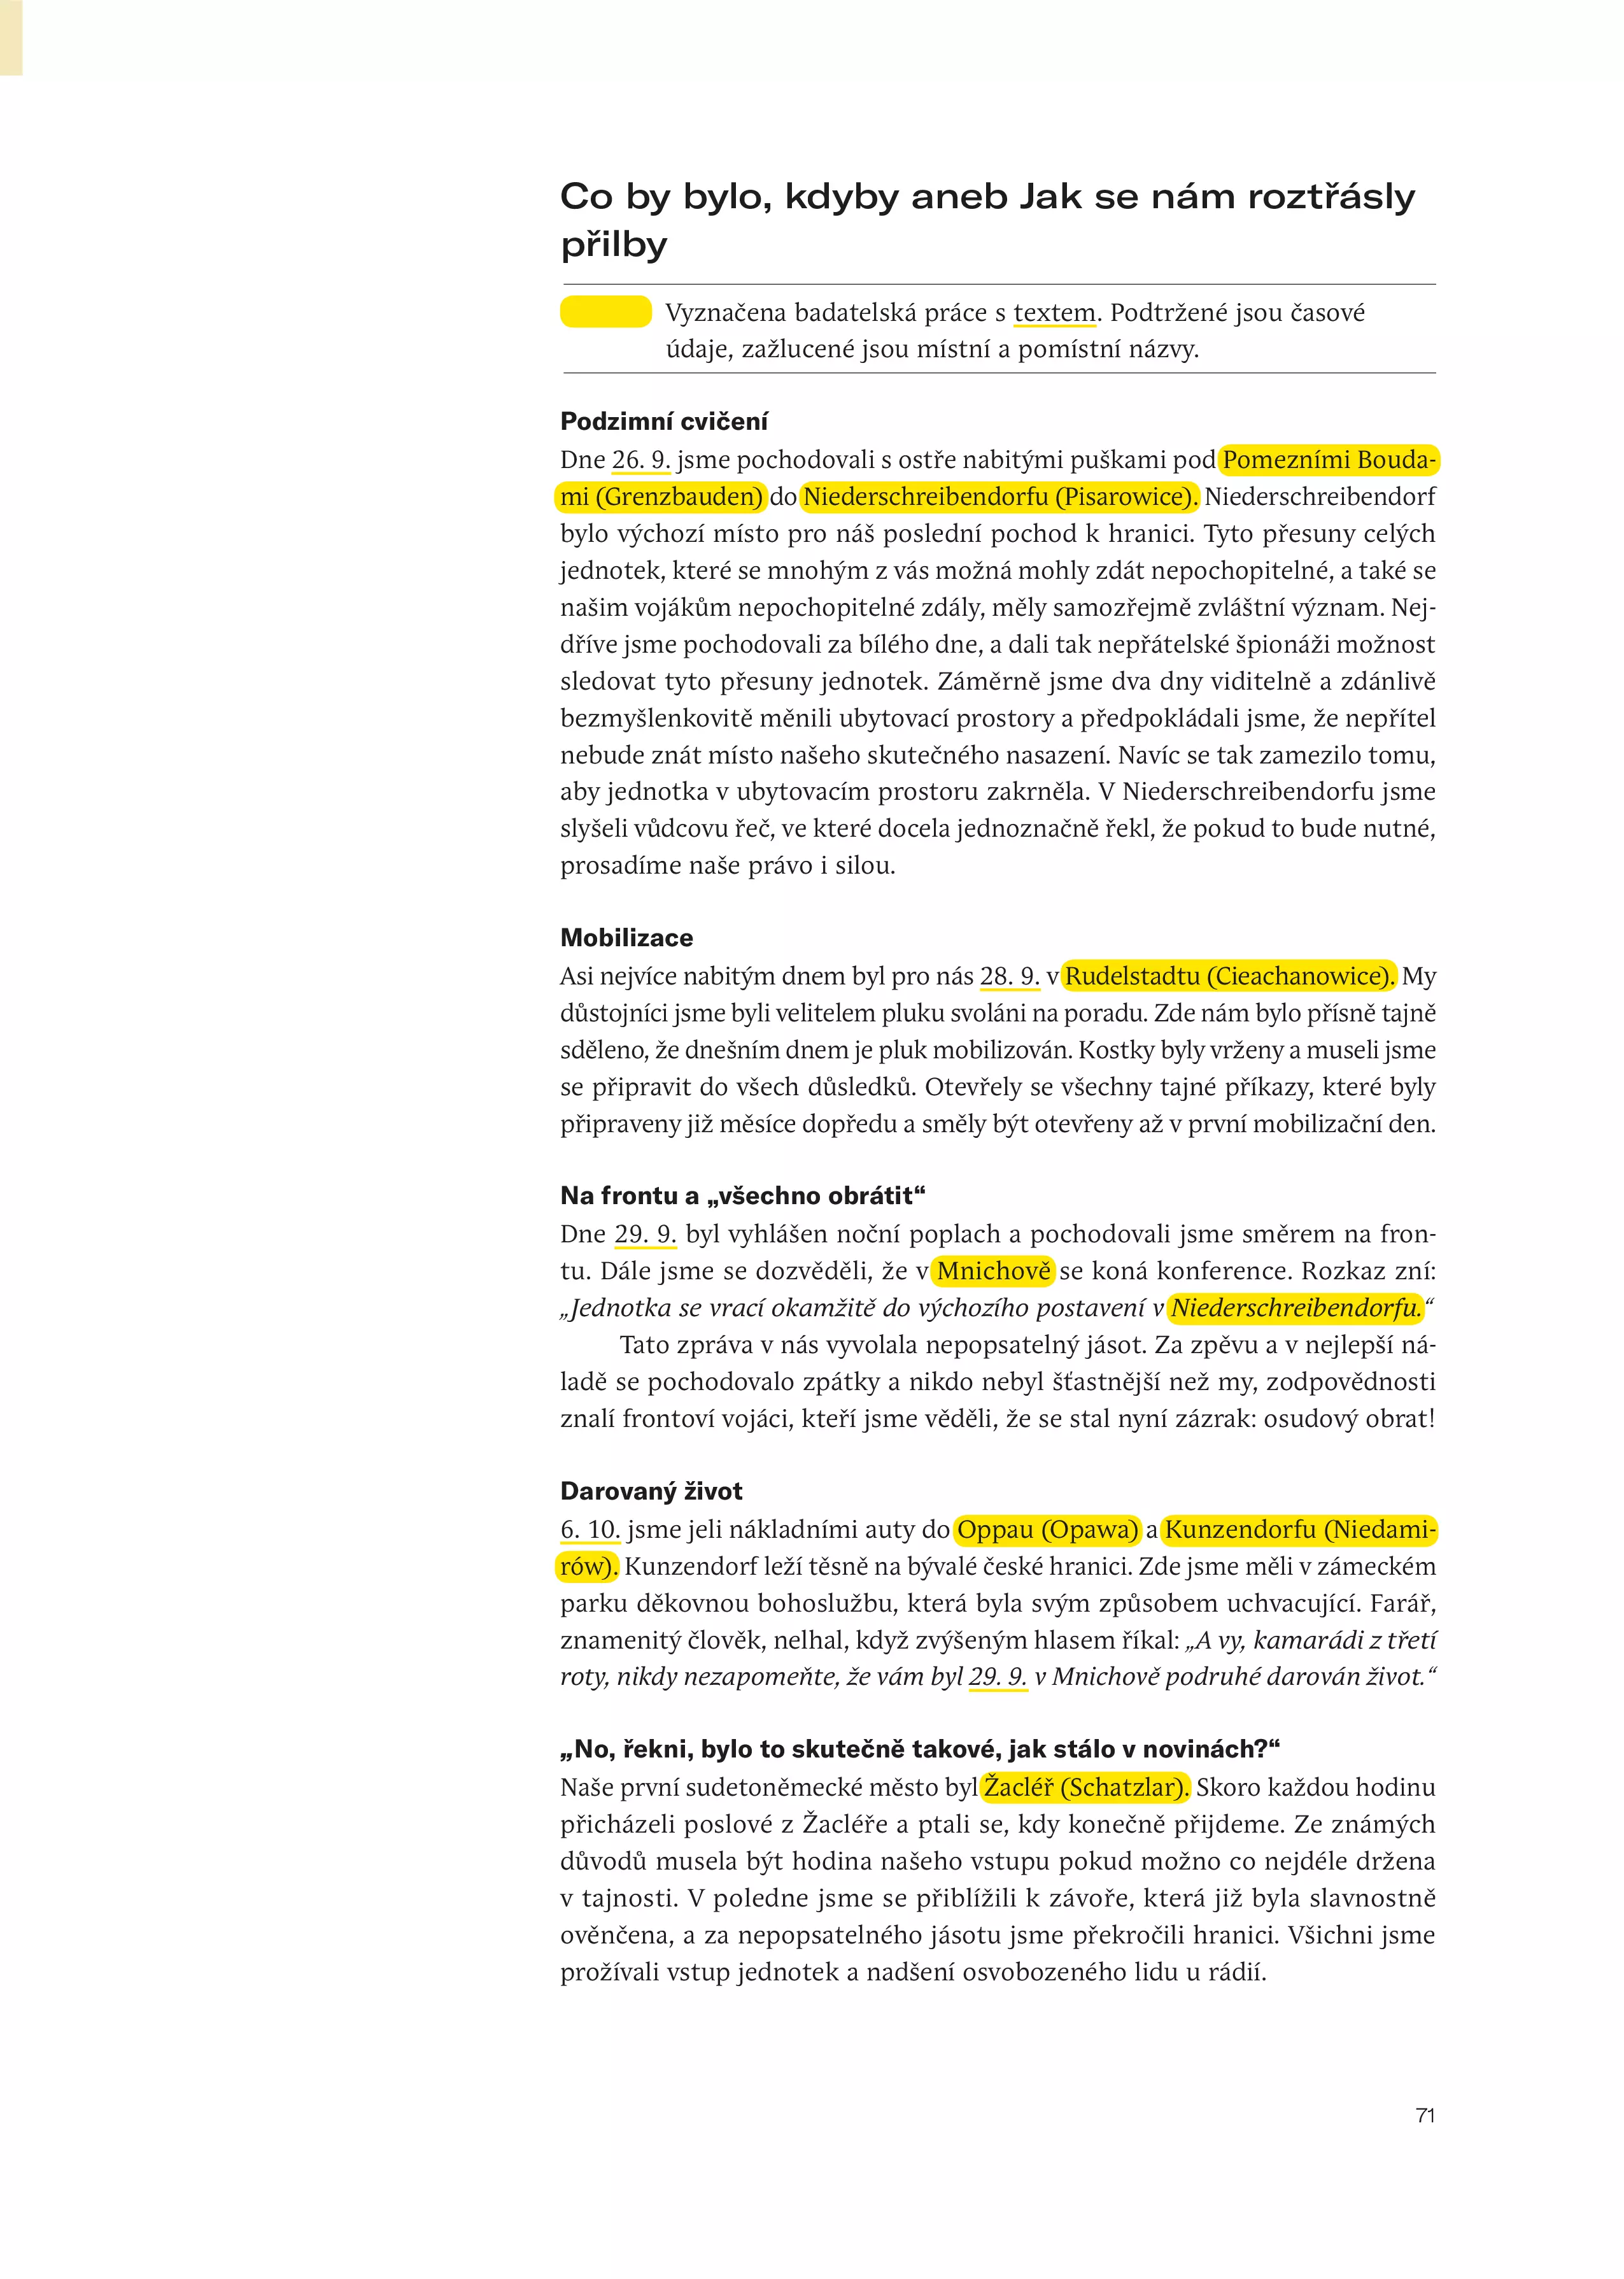 Co by bylo, kdyby aneb Jak se nám roztřásly
přilby
Vyznačena badatelská práce s textem. Podtržené jsou časové
údaje, zažlucené jsou místní a pomístní názvy.
Podzimní cvičení
Dne 26. 9. jsme pochodovali s ostře nabitými puškami pod Pomezními Bouda-
mi (Grenzbauden) do Niederschreibendorfu (Pisarowice). Niederschreibendorf
bylo výchozí místo pro náš poslední pochod k hranici. Tyto přesuny celých
jednotek, které se mnohým z vás možná mohly zdát nepochopitelné, a také se
našim vojákům nepochopitelné zdály, měly samozřejmě zvláštní význam. Nej-
dříve jsme pochodovali za bílého dne, a dali tak nepřátelské špionáži možnost
sledovat tyto přesuny jednotek. Záměrně jsme dva dny viditelně a zdánlivě
bezmyšlenkovitě měnili ubytovací prostory a předpokládali jsme, že nepřítel
nebude znát místo našeho skutečného nasazení. Navíc se tak zamezilo tomu,
aby jednotka v ubytovacím prostoru zakrněla. V Niederschreibendorfu jsme
slyšeli vůdcovu řeč, ve které docela jednoznačně řekl, že pokud to bude nutné,
prosadíme naše právo i silou.
Mobilizace
Asi nejvíce nabitým dnem byl pro nás 28. 9. v Rudelstadtu (Cieachanowice). My
důstojníci jsme byli velitelem pluku svoláni na poradu. Zde nám bylo přísně tajně
sděleno, že dnešním dnem je pluk mobilizován. Kostky byly vrženy a museli jsme
se připravit do všech důsledků. Otevřely se všechny tajné příkazy, které byly
připraveny již měsíce dopředu a směly být otevřeny až v první mobilizační den.
Na frontu a „všechno obrátit“
Dne 29. 9. byl vyhlášen noční poplach a pochodovali jsme směrem na fron-
tu. Dále jsme se dozvěděli, že v Mnichově se koná konference. Rozkaz zní:
„Jednotka se vrací okamžitě do výchozího postavení v Niederschreibendorfu.“
Tato zpráva v nás vyvolala nepopsatelný jásot. Za zpěvu a v nejlepší ná-
ladě se pochodovalo zpátky a nikdo nebyl šťastnější než my, zodpovědnosti
znalí frontoví vojáci, kteří jsme věděli, že se stal nyní zázrak: osudový obrat!
Darovaný život
6. 10. jsme jeli nákladními auty do Oppau (Opawa) a Kunzendorfu (Niedami-
rów). Kunzendorf leží těsně na bývalé české hranici. Zde jsme měli v zámeckém
parku děkovnou bohoslužbu, která byla svým způsobem uchvacující. Farář,
znamenitý člověk, nelhal, když zvýšeným hlasem říkal: „A vy, kamarádi z třetí
roty, nikdy nezapomeňte, že vám byl 29. 9. v Mnichově podruhé darován život.“
„No, řekni, bylo to skutečně takové, jak stálo v novinách?“
Naše první sudetoněmecké město byl Žacléř (Schatzlar). Skoro každou hodinu
přicházeli poslové z Žacléře a ptali se, kdy konečně přijdeme. Ze známých
důvodů musela být hodina našeho vstupu pokud možno co nejdéle držena
v tajnosti. V poledne jsme se přiblížili k závoře, která již byla slavnostně
ověnčena, a za nepopsatelného jásotu jsme překročili hranici. Všichni jsme
prožívali vstup jednotek a nadšení osvobozeného lidu u rádií.
71